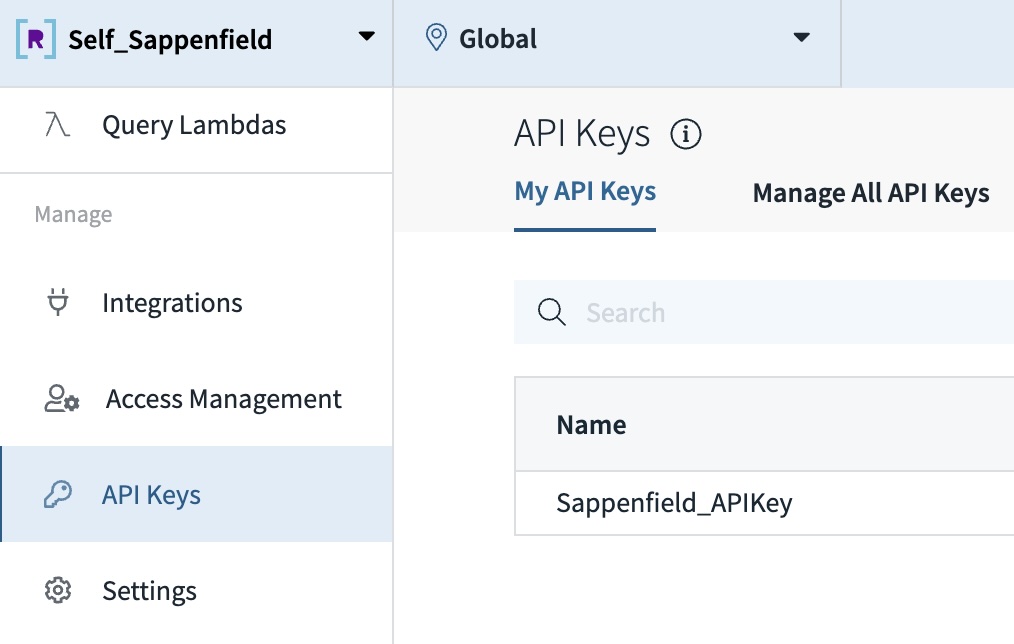 [R] Self_Sappenfield
Global
Query Lambdas
Manage
Integrations
Access Management
API Keys
Settings
API Keys
My API Keys
Manage All API Keys
Search
Name
Sappenfield_APIKey